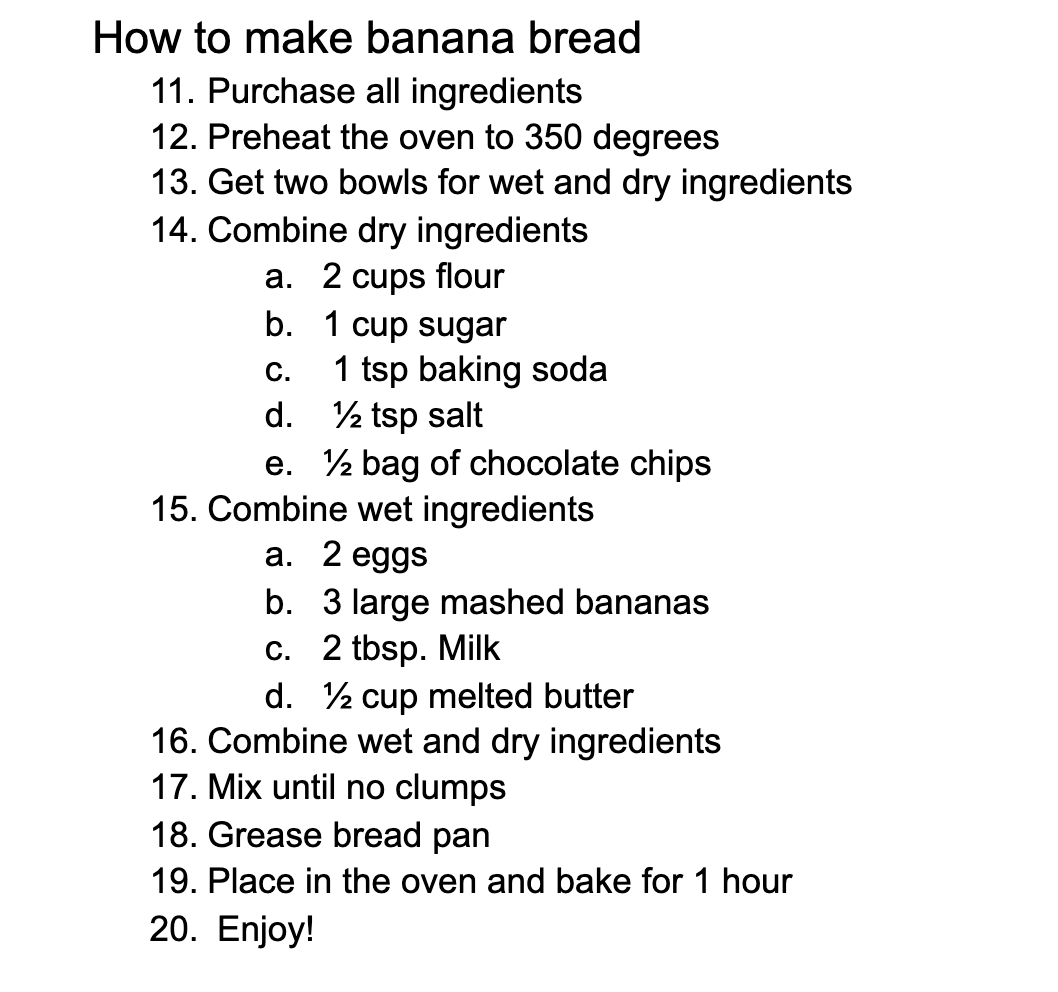 How to make banana bread
11. Purchase all ingredients
12. Preheat the oven to 350 degrees
13. Get two bowls for wet and dry ingredients
14. Combine dry ingredients
a. 2 cups flour
b. 1 cup sugar
c. 1 tsp baking soda
d. ½ tsp salt
e. ½ bag of chocolate chips
15. Combine wet ingredients
a. 2 eggs
b. 3 large mashed bananas
c. 2 tbsp. Milk
d. ½ cup melted butter
16. Combine wet and dry ingredients
17. Mix until no clumps
18. Grease bread pan
19. Place in the oven and bake for 1 hour
20. Enjoy!